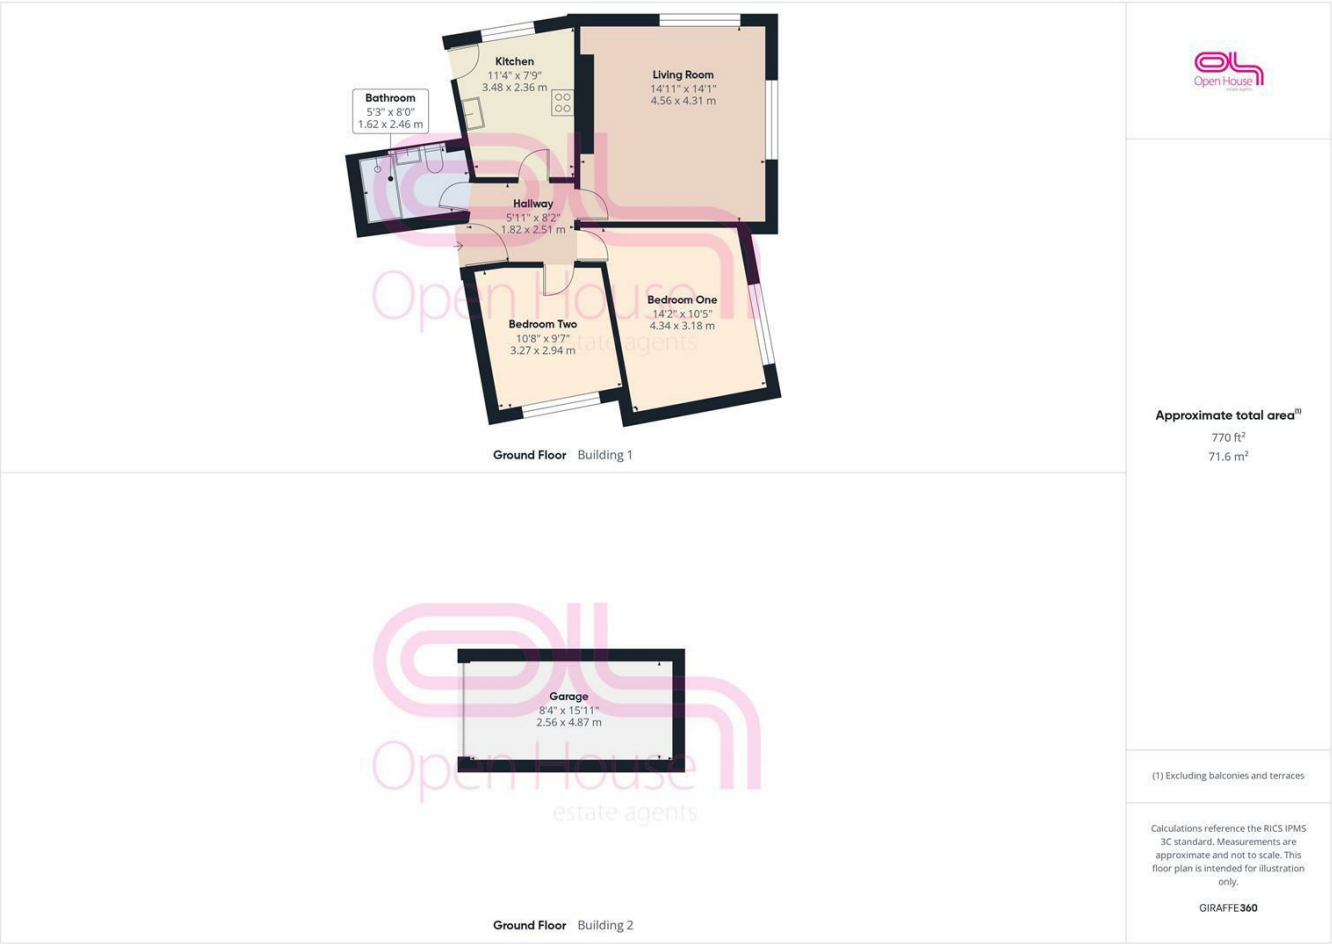 Kitchen
11'4" x 7'9"
3.48 x 2.36 m
Living Room
14'11" x 14'1"
4.56 x 4.31 m
Bathroom
5'3" x 8'0"
1.62 x 2.46 m
Hallway
5'11" x 8'2"
1.82 x 2.51 m
Bedroom One
14'2" x 10'5"
4.34 x 3.18 m
Bedroom Two
10'8" x 9'7"
3.27 x 2.94 m
Open House
estate agents
Ground Floor Building 1
Garage
8'4" x 15'11"
2.56 x 4.87 m
Open House
estate agents
Ground Floor Building 2
Open House
estate agents
Approximate total area(1)
770 ft²
71.6 m²
(1) Excluding balconies and terraces
Calculations reference the RICS IPMS
3C standard. Measurements are
approximate and not to scale. This
floor plan is intended for illustration
only.
GIRAFFE360